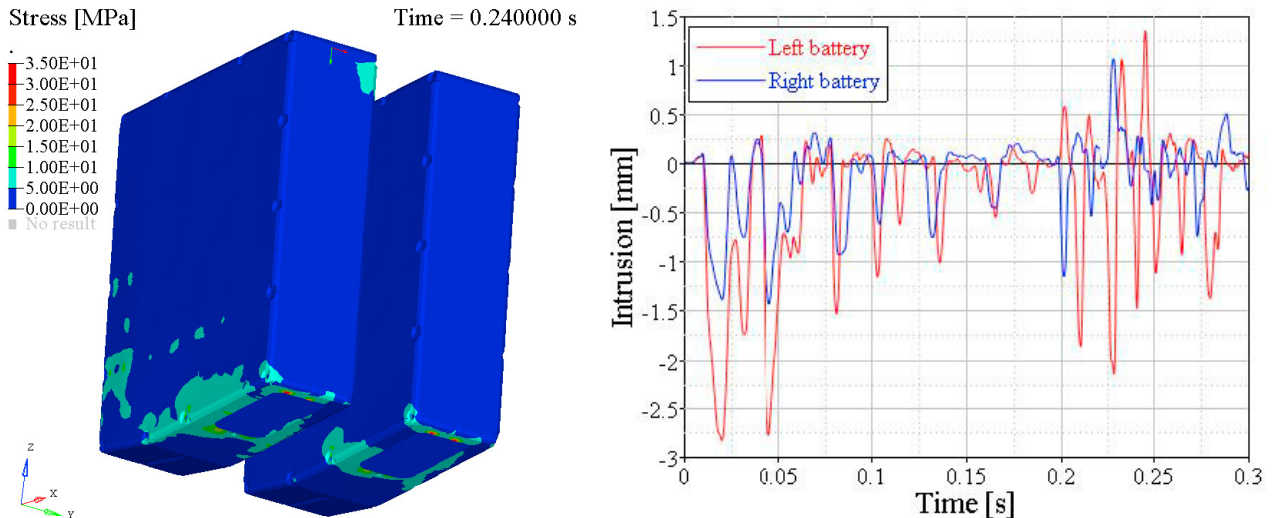 Stress [MPa]
Time = 0.240000 s
3.50E+01
3.00E+01
2.50E+01
2.00E+01
1.50E+01
1.00E+01
5.00E+00
0.00E+00
No result
Z
X
Y
Left battery
Right battery
Intrusion [mm]
1.5
1
0.5
0
-0.5
-1
-1.5
-2
-2.5
-3
0 0.05 0.1 0.15 0.2 0.25 0.3
Time [s]